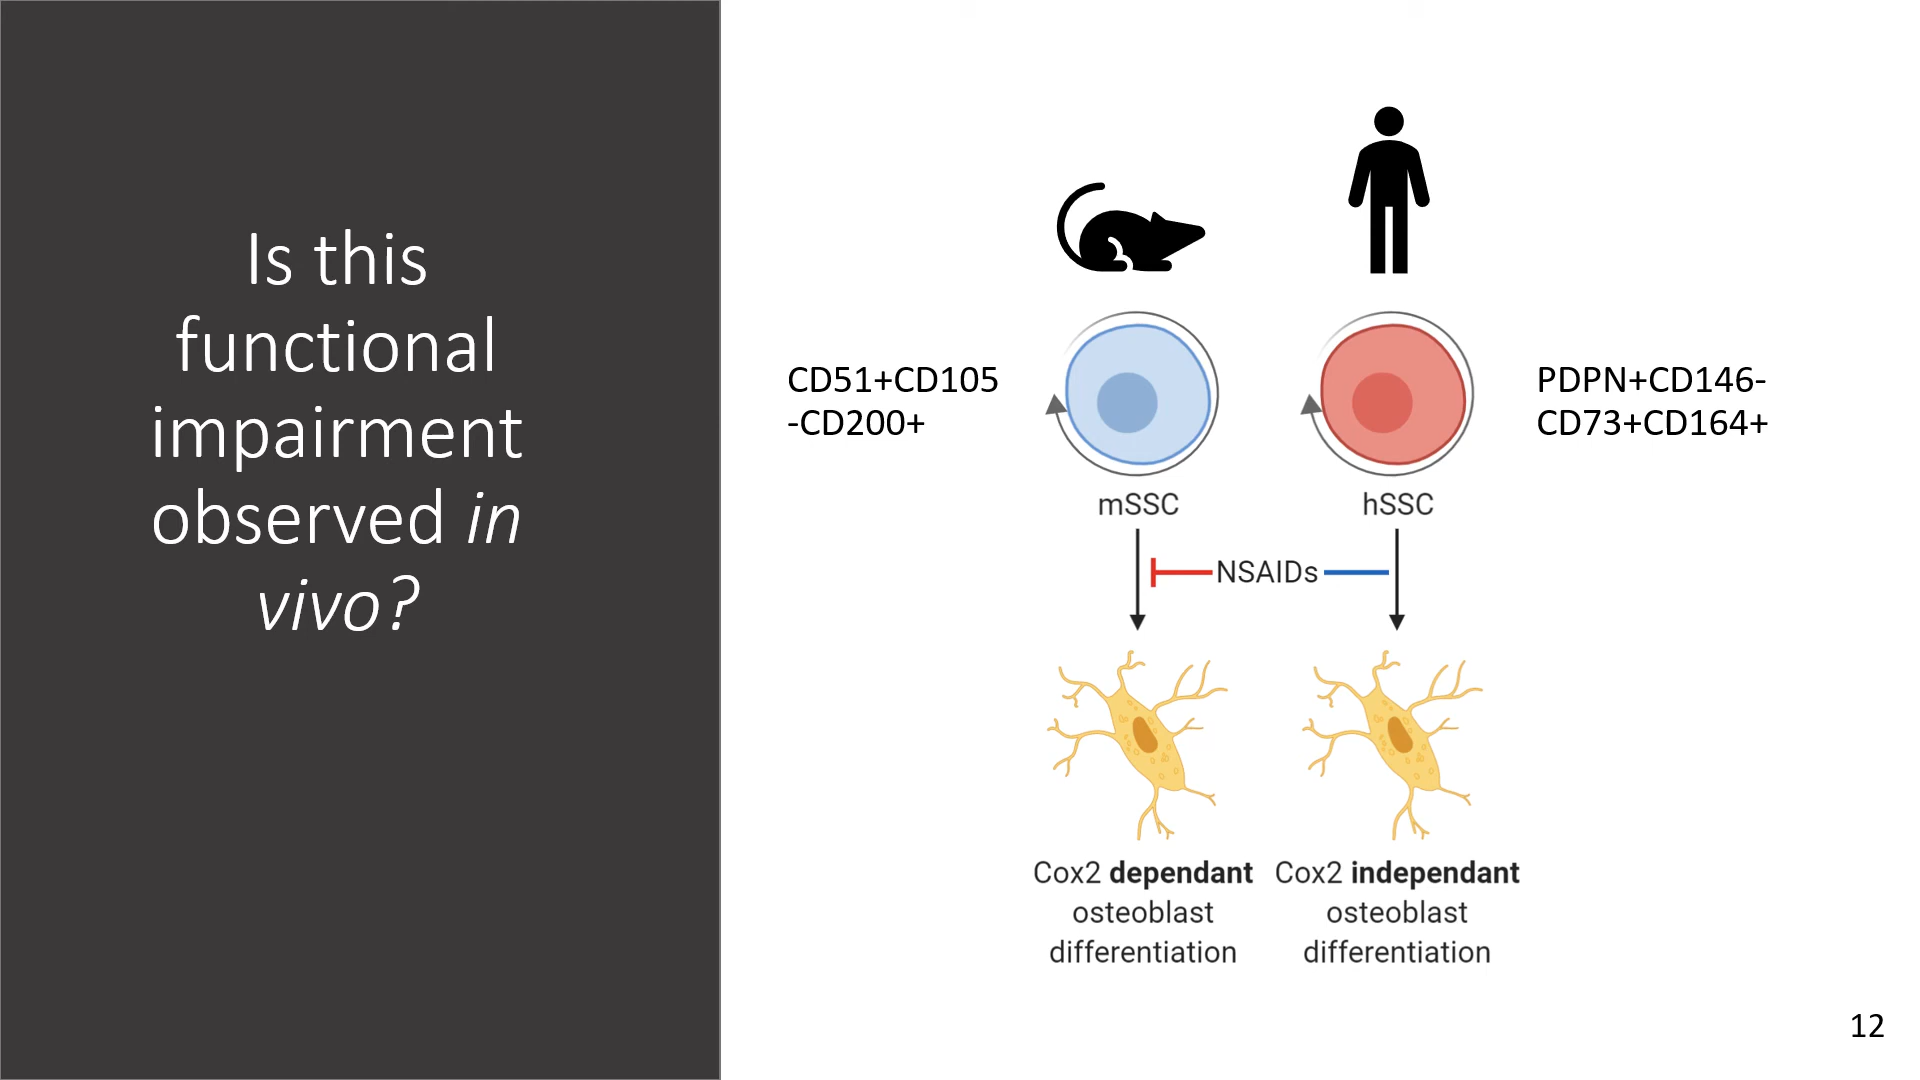 Is this
functional
impairment
observed in
vivo?
CD51+CD105
-CD200+
PDPN+CD146-
CD73+CD164+
mSSC
hSSC
NSAIDs
Cox2 dependant
osteoblast
differentiation
Cox2 independant
osteoblast
differentiation
12